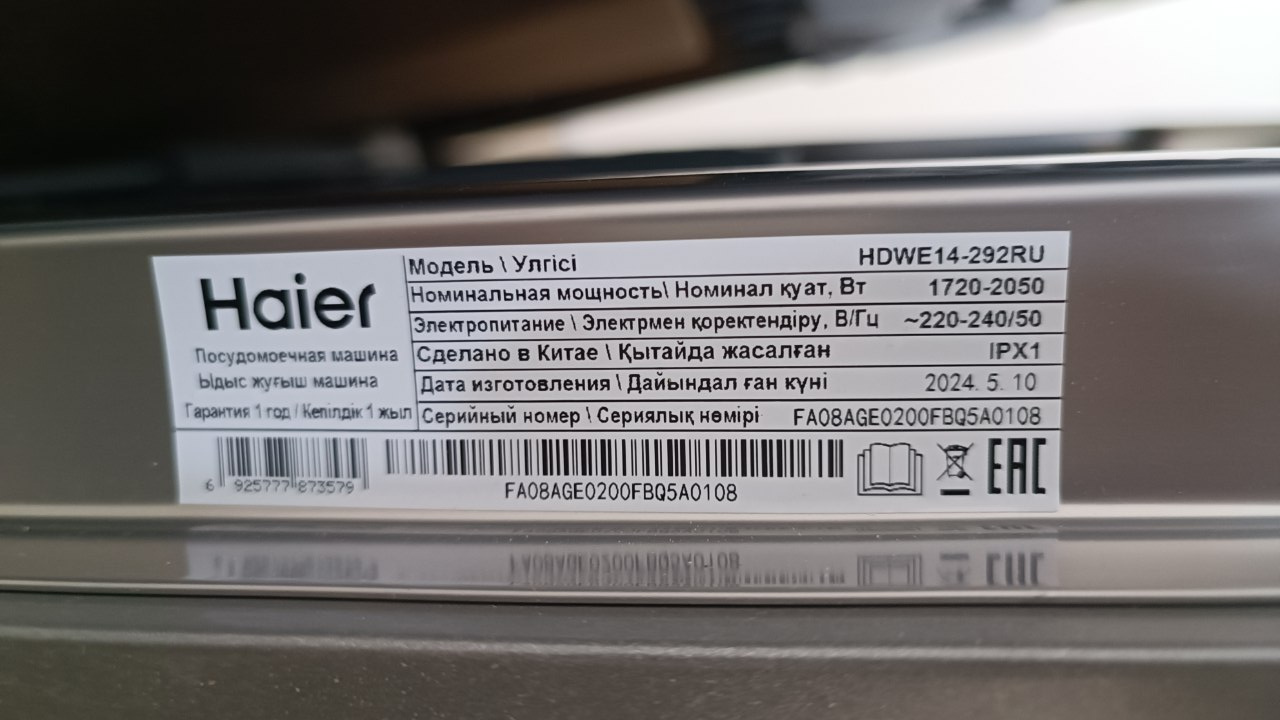 Haier
Посудомоечная машина
Ыдыс жуғыш машина
Гарантия 1 год / Кепілдік 1 жыл
Модель \ Улгісі HDWE14-292RU
Номинальная мощность\ Номинал қуат, Вт 1720-2050
Электропитание \ Электрмен қоректендіру, В/Гц ~220-240/50
Сделано в Китае \ Қытайда жасалған IPX1
Дата изготовления \ Дайындал ған күні 2024. 5. 10
Серийный номер \ Сериялық нөмірі FA08AGE0200FBQ5A0108
6 925777 873579
FA08AGE0200FBQ5A0108
EAC